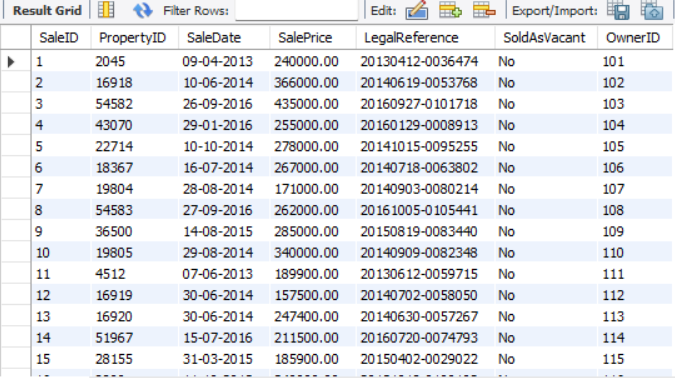 Result Grid Filter Rows: Edit: Export/Import:
SaleID PropertyID SaleDate SalePrice LegalReference SoldAsVacant OwnerID
1 2045 09-04-2013 240000.00 20130412-0036474 No 101
2 16918 10-06-2014 366000.00 20140619-0053768 No 102
3 54582 26-09-2016 435000.00 20160927-0101718 No 103
4 43070 29-01-2016 255000.00 20160129-0008913 No 104
5 22714 10-10-2014 278000.00 20141015-0095255 No 105
6 18367 16-07-2014 267000.00 20140718-0063802 No 106
7 19804 28-08-2014 171000.00 20140903-0080214 No 107
8 54583 27-09-2016 262000.00 20161005-0105441 No 108
9 36500 14-08-2015 285000.00 20150819-0083440 No 109
10 19805 29-08-2014 340000.00 20140909-0082348 No 110
11 4512 07-06-2013 189900.00 20130612-0059715 No 111
12 16919 30-06-2014 157500.00 20140702-0058050 No 112
13 16920 30-06-2014 247400.00 20140630-0057267 No 113
14 51967 15-07-2016 211500.00 20160720-0074793 No 114
15 28155 31-03-2015 185900.00 20150402-0029022 No 115